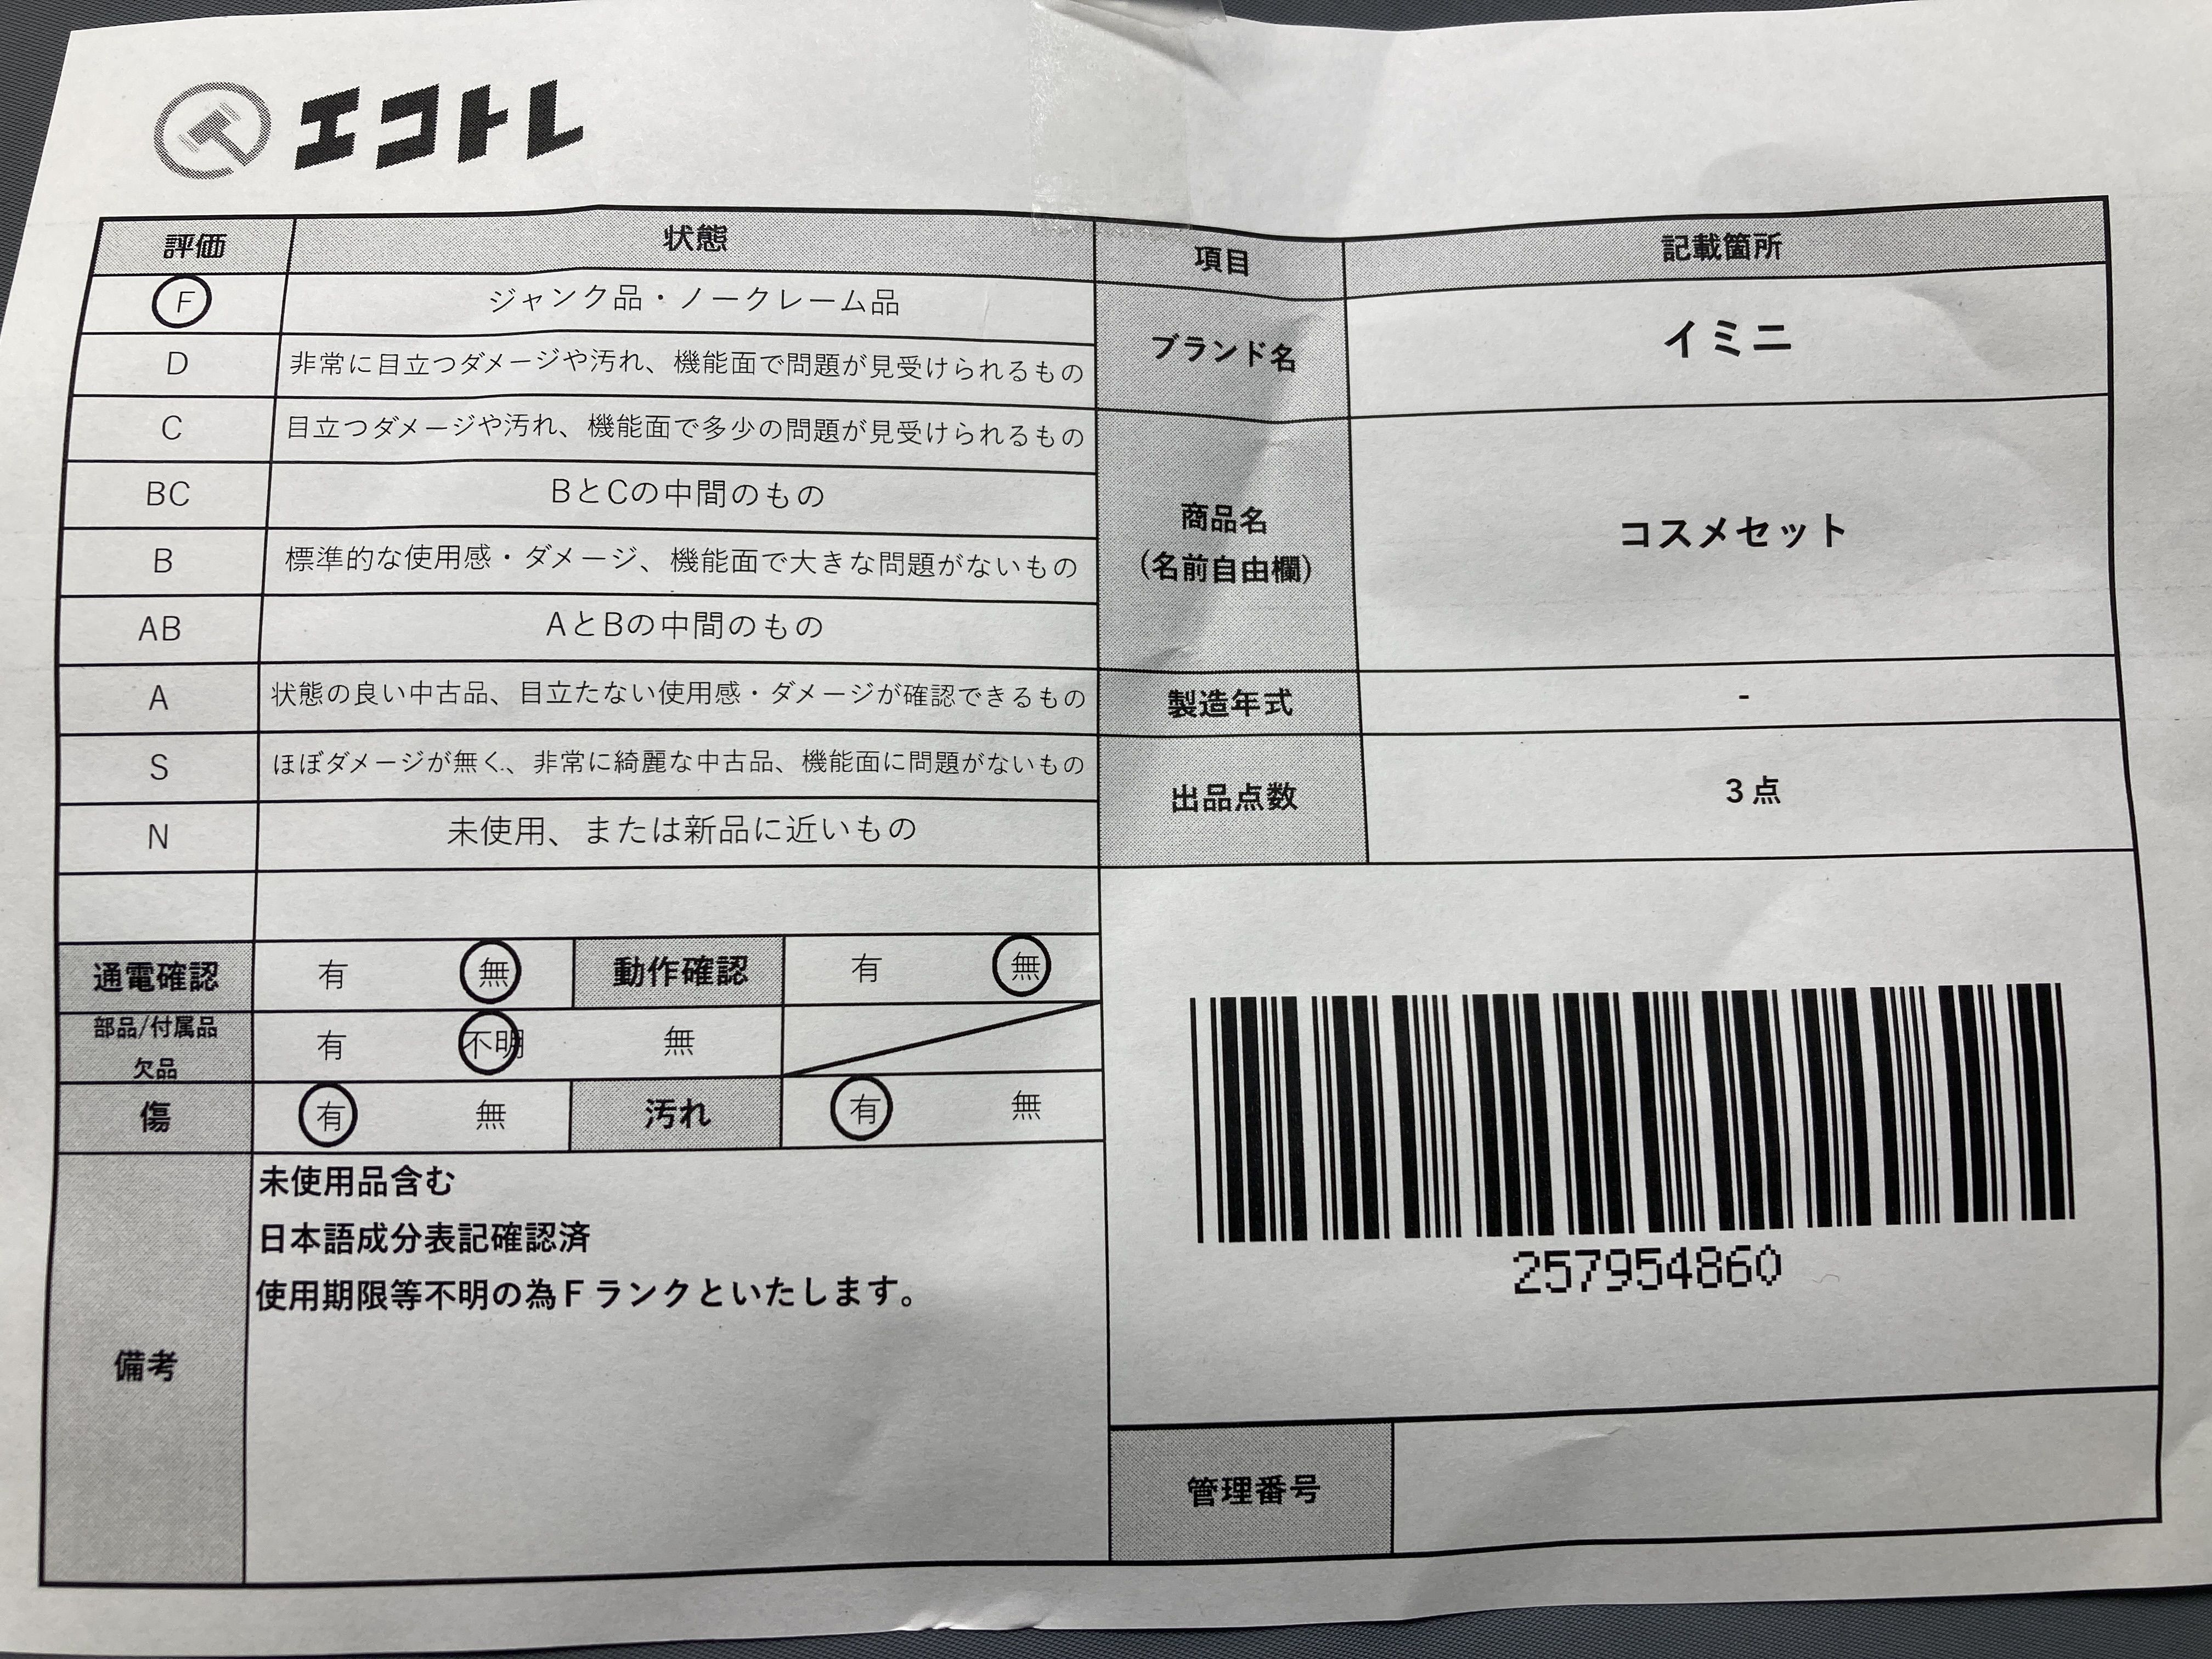 エコトレ
評価 状態
F ジャンク品・ノークレーム品
D 非常に目立つダメージや汚れ、機能面で問題が見受けられるもの
C 目立つダメージや汚れ、機能面で多少の問題が見受けられるもの
BC BとCの中間のもの
B 標準的な使用感・ダメージ、機能面で大きな問題がないもの
AB AとBの中間のもの
A 状態の良い中古品、目立たない使用感・ダメージが確認できるもの
S ほぼダメージが無く、非常に綺麗な中古品、機能面に問題がないもの
N 未使用、または新品に近いもの
通電確認 有 無 動作確認 有 無
部品/付属品
欠品 有 不明 無
傷 有 無 汚れ 有 無
備考
未使用品含む
日本語成分表記確認済
使用期限等不明の為Fランクといたします。
項目 記載箇所
ブランド名 イミニ
商品名
(名前自由欄) コスメセット
製造年式 -
出品点数 3点
257954860
管理番号